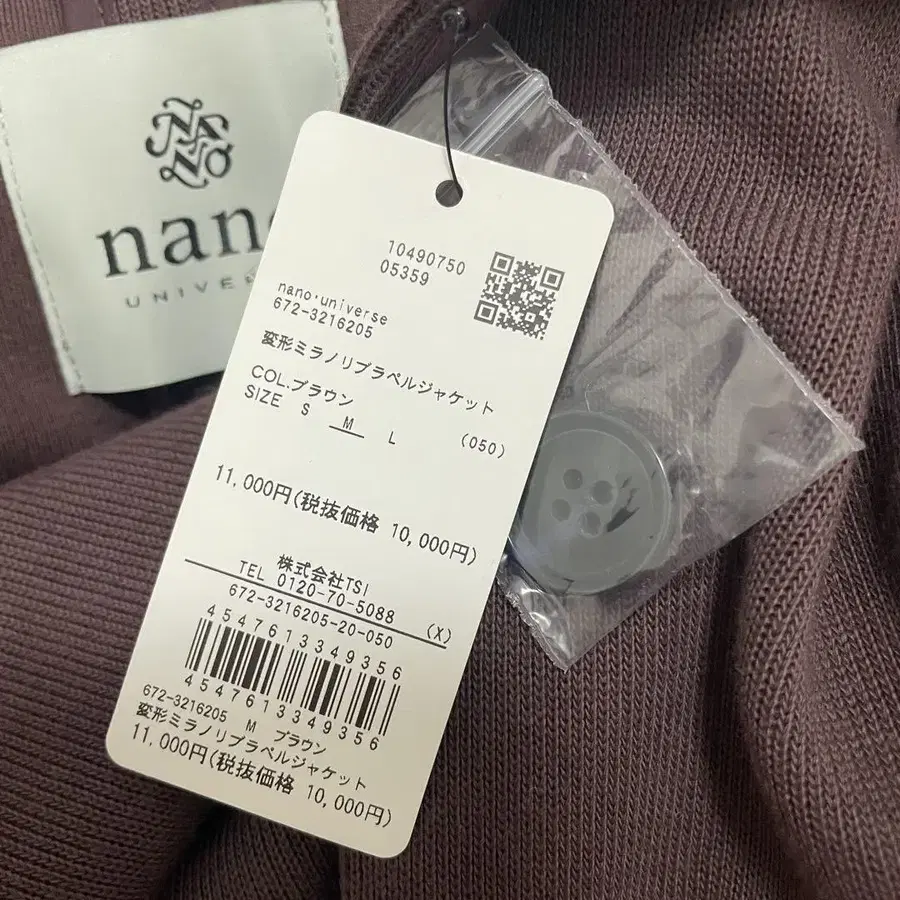 NANO
nano
UNIVE
10490750
05359
nano・universe
672-3216205
変形ミラノリブラペルジャケット
COL.ブラウン
SIZE S M L (050)
11,000円(税抜価格 10,000円)
株式会社TSI
TEL 0120-70-5088 (X)
672-3216205-20-050
4547613349356
4547613349356
672-3216205 M ブラウン
変形ミラノリブラペルジャケット
11,000円(税抜価格 10,000円)